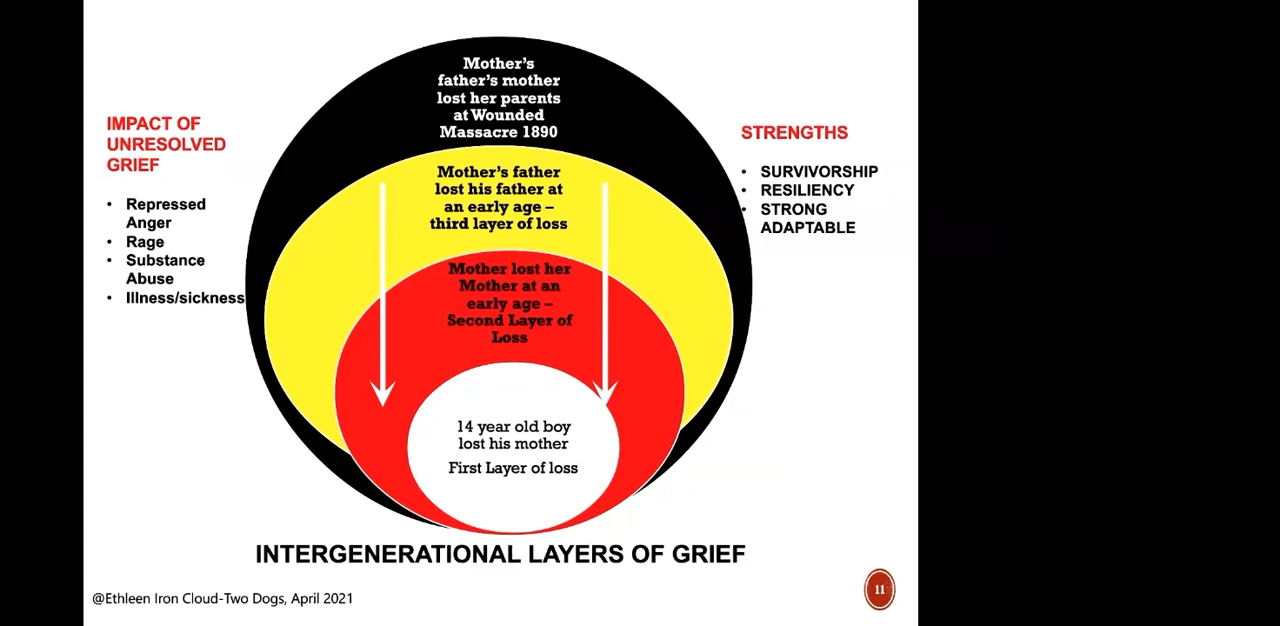 Mother's
father's mother
lost her parents
at Wounded
Massacre 1890
IMPACT OF
UNRESOLVED
GRIEF
• Repressed
Anger
• Rage
• Substance
Abuse
• Illness/sickness
Mother's father
lost his father at
an early age –
third layer of loss
Mother lost her
Mother at an
early age –
Second Layer of
Loss
14 year old boy
lost his mother
First Layer of loss
STRENGTHS
• SURVIVORSHIP
• RESILIENCY
• STRONG
ADAPTABLE
INTERGENERATIONAL LAYERS OF GRIEF
@Ethleen Iron Cloud-Two Dogs, April 2021
11